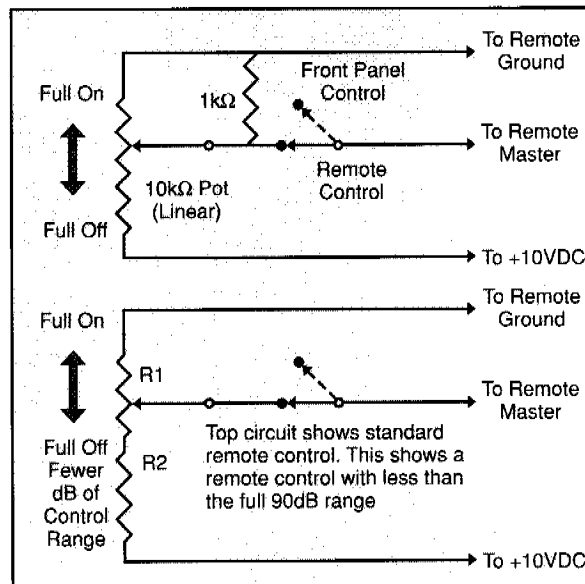 To Remote
Ground
Front Panel
Control
Full On
1kΩ
To Remote
Master
Remote
Control
10kΩ Pot
(Linear)
Full Off
To +10VDC
To Remote
Ground
Full On
R1
To Remote
Master
Full Off
Fewer
dB of
Control
Range
R2
Top circuit shows standard
remote control. This shows a
remote control with less than
the full 90dB range
To +10VDC